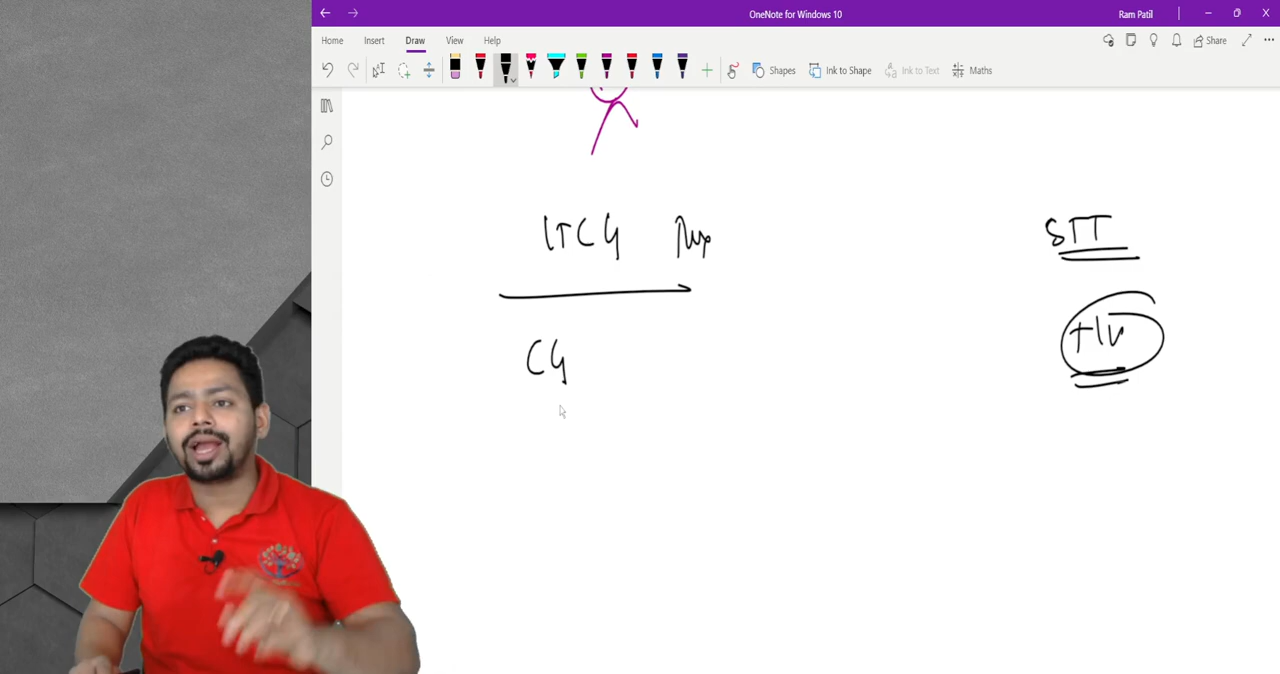 OneNote for Windows 10
Ram Patil
Home Insert Draw View Help
Share
Shapes
Ink to Shape
Ink to Text
Maths
LTCG
STT
CG